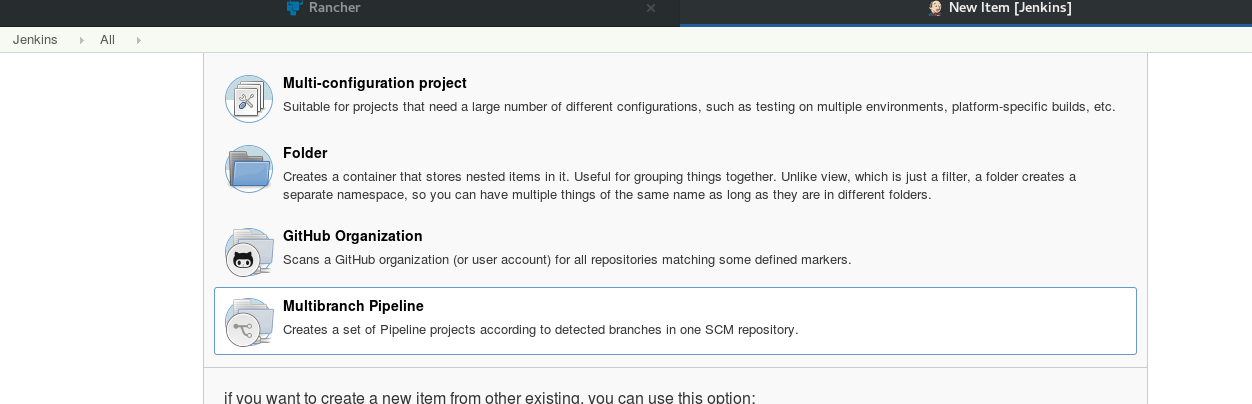 Rancher
New Item [Jenkins]
Jenkins
All
Multi-configuration project
Suitable for projects that need a large number of different configurations, such as testing on multiple environments, platform-specific builds, etc.
Folder
Creates a container that stores nested items in it. Useful for grouping things together. Unlike view, which is just a filter, a folder creates a
separate namespace, so you can have multiple things of the same name as long as they are in different folders.
GitHub Organization
Scans a GitHub organization (or user account) for all repositories matching some defined markers.
Multibranch Pipeline
Creates a set of Pipeline projects according to detected branches in one SCM repository.
if you want to create a new item from other existing, you can use this option: